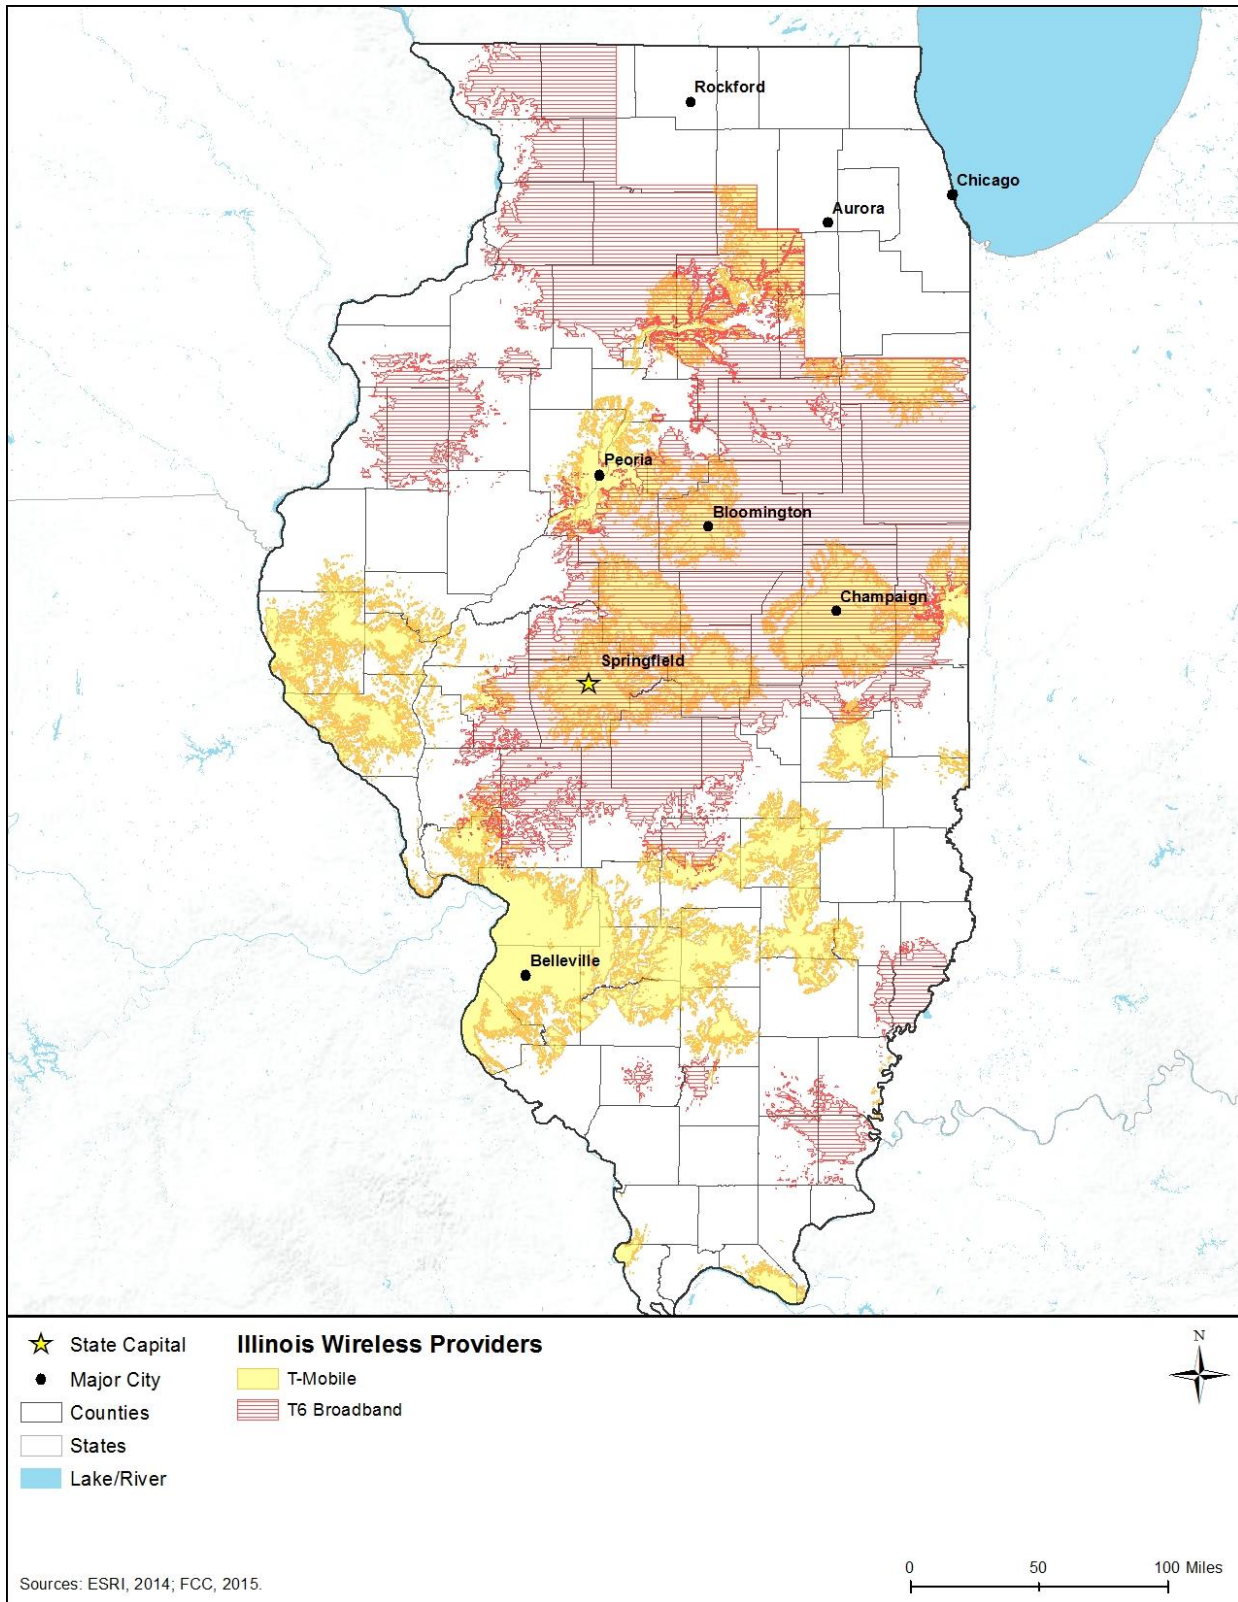 Rockford
Chicago
Aurora
Peoria
Bloomington
Champaign
Springfield
Belleville
State Capital
Major City
Counties
States
Lake/River
Illinois Wireless Providers
T-Mobile
T6 Broadband
N
Sources: ESRI, 2014; FCC, 2015.
0 50 100 Miles